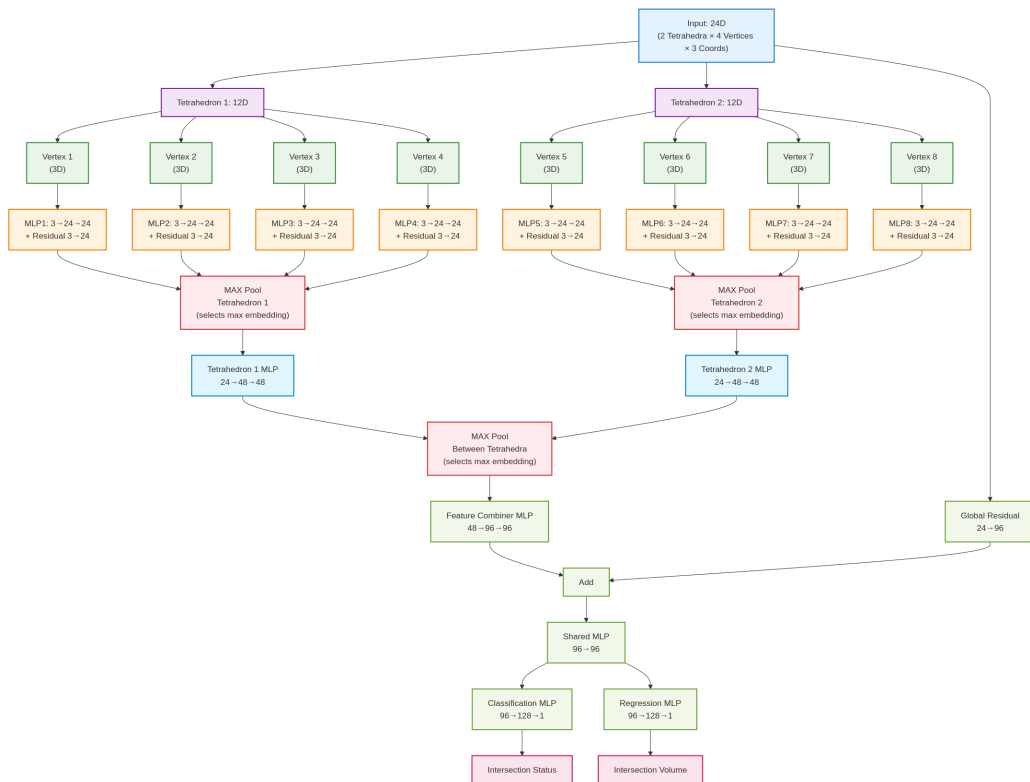 Input: 24D
(2 Tetrahedra × 4 Vertices
× 3 Coords)
Tetrahedron 1: 12D
Tetrahedron 2: 12D
Vertex 1
(3D)
Vertex 2
(3D)
Vertex 3
(3D)
Vertex 4
(3D)
Vertex 5
(3D)
Vertex 6
(3D)
Vertex 7
(3D)
Vertex 8
(3D)
MLP1: 3→24→24
+ Residual 3→24
MLP2: 3→24→24
+ Residual 3→24
MLP3: 3→24→24
+ Residual 3→24
MLP4: 3→24→24
+ Residual 3→24
MLP5: 3→24→24
+ Residual 3→24
MLP6: 3→24→24
+ Residual 3→24
MLP7: 3→24→24
+ Residual 3→24
MLP8: 3→24→24
+ Residual 3→24
MAX Pool
Tetrahedron 1
(selects max embedding)
MAX Pool
Tetrahedron 2
(selects max embedding)
Tetrahedron 1 MLP
24→48→48
Tetrahedron 2 MLP
24→48→48
MAX Pool
Between Tetrahedra
(selects max embedding)
Feature Combiner MLP
48→96→96
Global Residual
24→96
Add
Shared MLP
96→96
Classification MLP
96→128→1
Regression MLP
96→128→1
Intersection Status
Intersection Volume